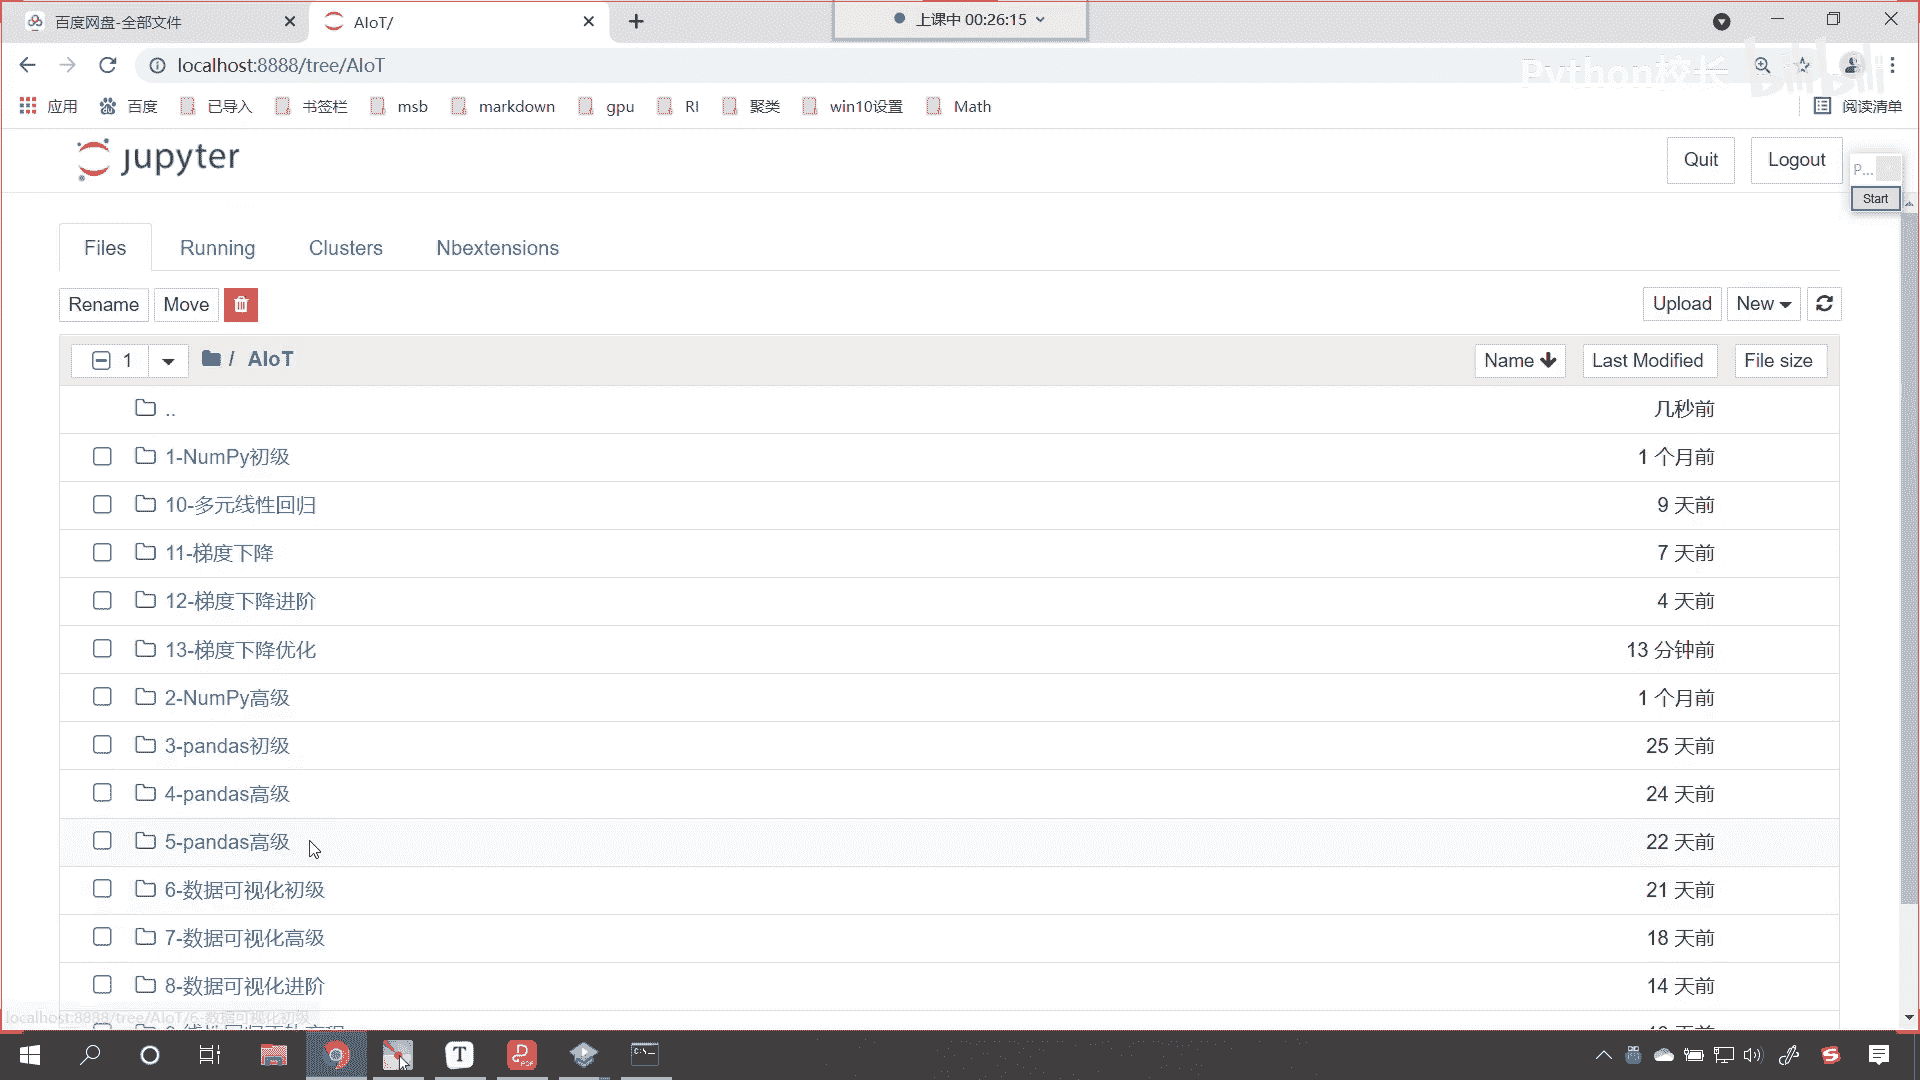 百度网盘-全部文件
AIoT/
上课中 00:26:15
localhost:8888/tree/AIoT
Python校长
bilibili
应用
百度
已导入
书签栏
msb
markdown
gpu
RI
聚类
win10设置
Math
阅读清单
jupyter
Quit
Logout
P...
Start
Files
Running
Clusters
Nbextensions
Rename
Move
Upload
New
1
/ AIoT
Name
Last Modified
File size
..
几秒前
1-NumPy初级
1 个月前
10-多元线性回归
9 天前
11-梯度下降
7 天前
12-梯度下降进阶
4 天前
13-梯度下降优化
13 分钟前
2-NumPy高级
1 个月前
3-pandas初级
25 天前
4-pandas高级
24 天前
5-pandas高级
22 天前
6-数据可视化初级
21 天前
7-数据可视化高级
18 天前
8-数据可视化进阶
14 天前
localhost:8888/tree/AIoT/6-数据可视化初级